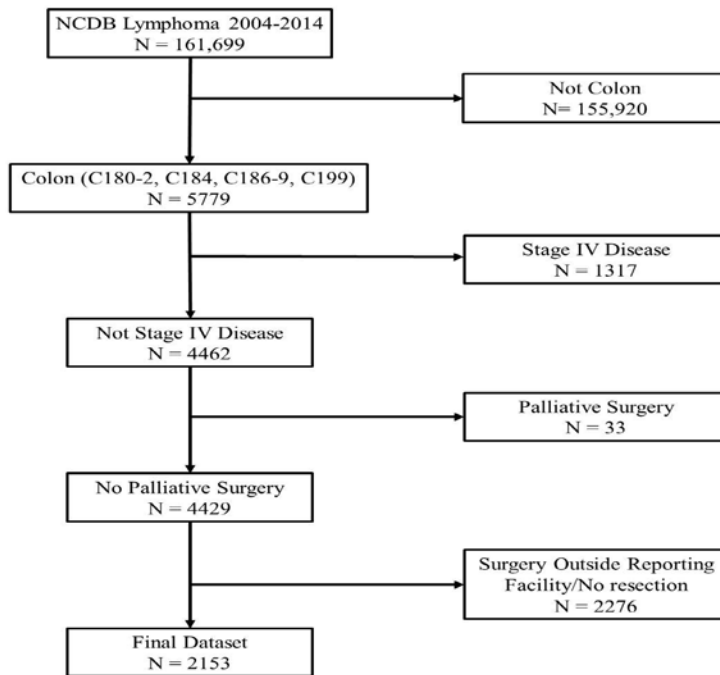 NCDB Lymphoma 2004-2014
N = 161,699
Not Colon
N= 155,920
Colon (C180-2, C184, C186-9, C199)
N = 5779
Stage IV Disease
N = 1317
Not Stage IV Disease
N = 4462
Palliative Surgery
N = 33
No Palliative Surgery
N = 4429
Surgery Outside Reporting
Facility/No resection
N = 2276
Final Dataset
N = 2153